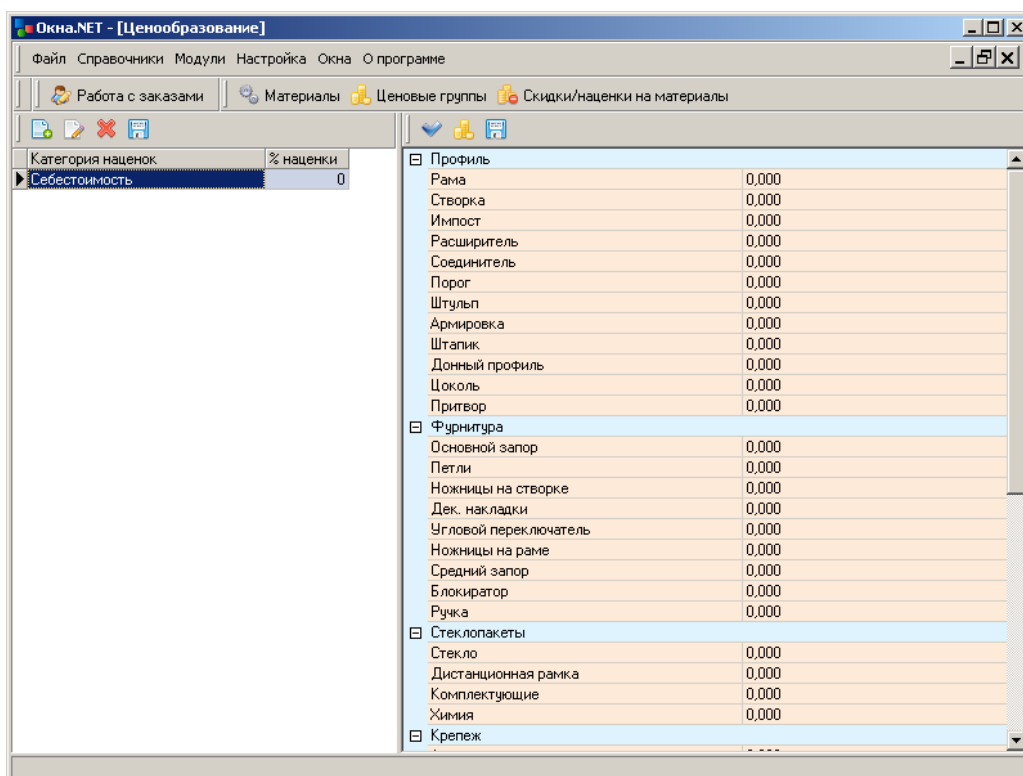 Окна.NET - [Ценообразование]
Файл Справочники Модули Настройка Окна О программе
Работа с заказами Материалы Ценовые группы Скидки/наценки на материалы
Категория наценок % наценки
Себестоимость 0
Профиль
Рама 0,000
Створка 0,000
Импост 0,000
Расширитель 0,000
Соединитель 0,000
Порог 0,000
Штульп 0,000
Армировка 0,000
Штапик 0,000
Донный профиль 0,000
Цоколь 0,000
Притвор 0,000
Фурнитура
Основной запор 0,000
Петли 0,000
Ножницы на створке 0,000
Дек. накладки 0,000
Угловой переключатель 0,000
Ножницы на раме 0,000
Средний запор 0,000
Блокиратор 0,000
Ручка 0,000
Стеклопакеты
Стекло 0,000
Дистанционная рамка 0,000
Комплектующие 0,000
Химия 0,000
Крепеж